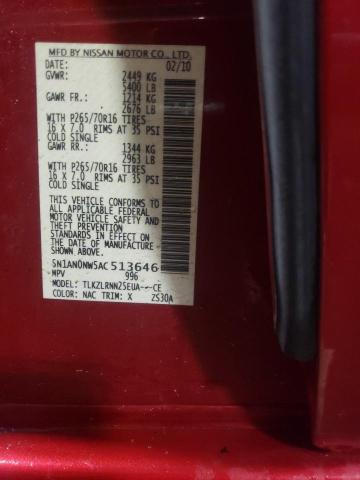 MFD BY NISSAN MOTOR CO., LTD.
02/10
GVWR: 2449 KG
5400 LB
GAWR FR.: 1214 KG
2676 LB
WITH P265/70R16 TIRES
16 X 7.0 RIMS AT 35 PSI
COLD SINGLE
GAWR RR.: 1344 KG
2963 LB
WITH P265/70R16 TIRES
16 X 7.0 RIMS AT 35 PSI
COLD SINGLE
THIS VEHICLE CONFORMS TO
ALL APPLICABLE FEDERAL
MOTOR VEHICLE SAFETY
AND THEFT PREVENTION
STANDARDS IN EFFECT ON
THE DATE OF MANUFACTURE
SHOWN ABOVE.
5N1AN0NW5AC513646
MPV 996
MODEL: TLKZLRNNZ5EUA---CE
COLOR: NAC TRIM: X ZS30A